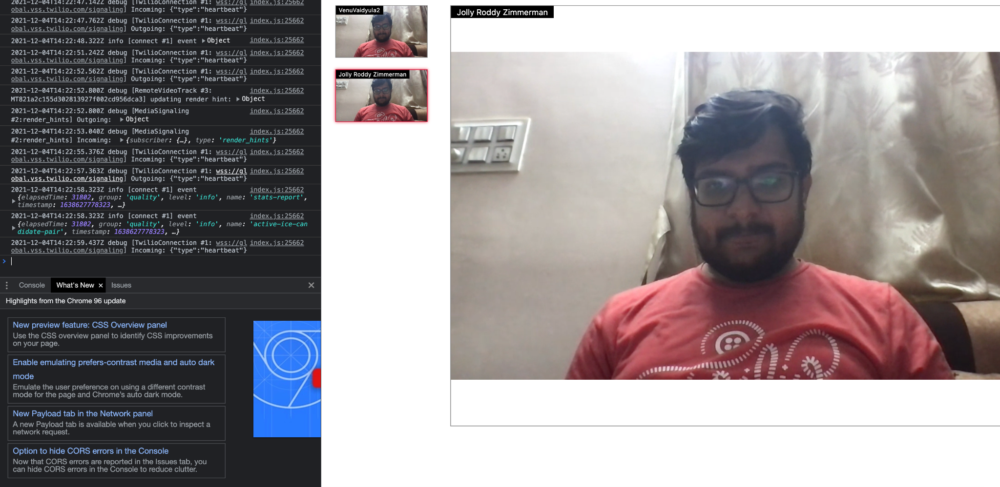 2021-12-04T14:22:47.142Z debug [TwilioConnection #1: wss://gl index.js:25662
obal.vss.twilio.com/signaling] Incoming: {"type":"heartbeat"}
2021-12-04T14:22:47.762Z debug [TwilioConnection #1: wss://gl index.js:25662
obal.vss.twilio.com/signaling] Outgoing: {"type":"heartbeat"}
2021-12-04T14:22:48.322Z info [connect #1] event ▶Object index.js:25662
2021-12-04T14:22:51.242Z debug [TwilioConnection #1: wss://gl index.js:25662
obal.vss.twilio.com/signaling] Incoming: {"type":"heartbeat"}
2021-12-04T14:22:52.562Z debug [TwilioConnection #1: wss://gl index.js:25662
obal.vss.twilio.com/signaling] Outgoing: {"type":"heartbeat"}
2021-12-04T14:22:52.800Z debug [RemoteVideoTrack #3: index.js:25662
MT821a2c155d302813927f002cd956dca3] updating render hint: ▶Object
2021-12-04T14:22:52.800Z debug [MediaSignaling index.js:25662
#2:render_hints] Outgoing: ▶Object
2021-12-04T14:22:53.040Z debug [MediaSignaling index.js:25662
#2:render_hints] Incoming: ▶{subscriber: {…}, type: 'render_hints'}
2021-12-04T14:22:55.376Z debug [TwilioConnection #1: wss://gl index.js:25662
obal.vss.twilio.com/signaling] Incoming: {"type":"heartbeat"}
2021-12-04T14:22:57.363Z debug [TwilioConnection #1: wss://gl index.js:25662
obal.vss.twilio.com/signaling] Outgoing: {"type":"heartbeat"}
2021-12-04T14:22:58.323Z info [connect #1] event index.js:25662
▶{elapsedTime: 31802, group: 'quality', level: 'info', name: 'stats-report',
timestamp: 1638627778323, …}
2021-12-04T14:22:58.323Z info [connect #1] event index.js:25662
▶{elapsedTime: 31802, group: 'quality', level: 'info', name: 'active-ice-can
didate-pair', timestamp: 1638627778323, …}
2021-12-04T14:22:59.437Z debug [TwilioConnection #1: wss://gl index.js:25662
obal.vss.twilio.com/signaling] Incoming: {"type":"heartbeat"}
Console What's New × Issues
Highlights from the Chrome 96 update
New preview feature: CSS Overview panel
Use the CSS overview panel to identify CSS improvements
on your page.
Enable emulating prefers-contrast media and auto dark
mode
Emulate the user preference on using a different contrast
mode for the page and Chrome's auto dark mode.
New Payload tab in the Network panel
A new Payload tab is available when you click to inspect a
network request.
Option to hide CORS errors in the Console
Now that CORS errors are reported in the Issues tab, you
can hide CORS errors in the Console to reduce clutter.
VenuVaidyula2
Jolly Roddy Zimmerman
Jolly Roddy Zimmerman